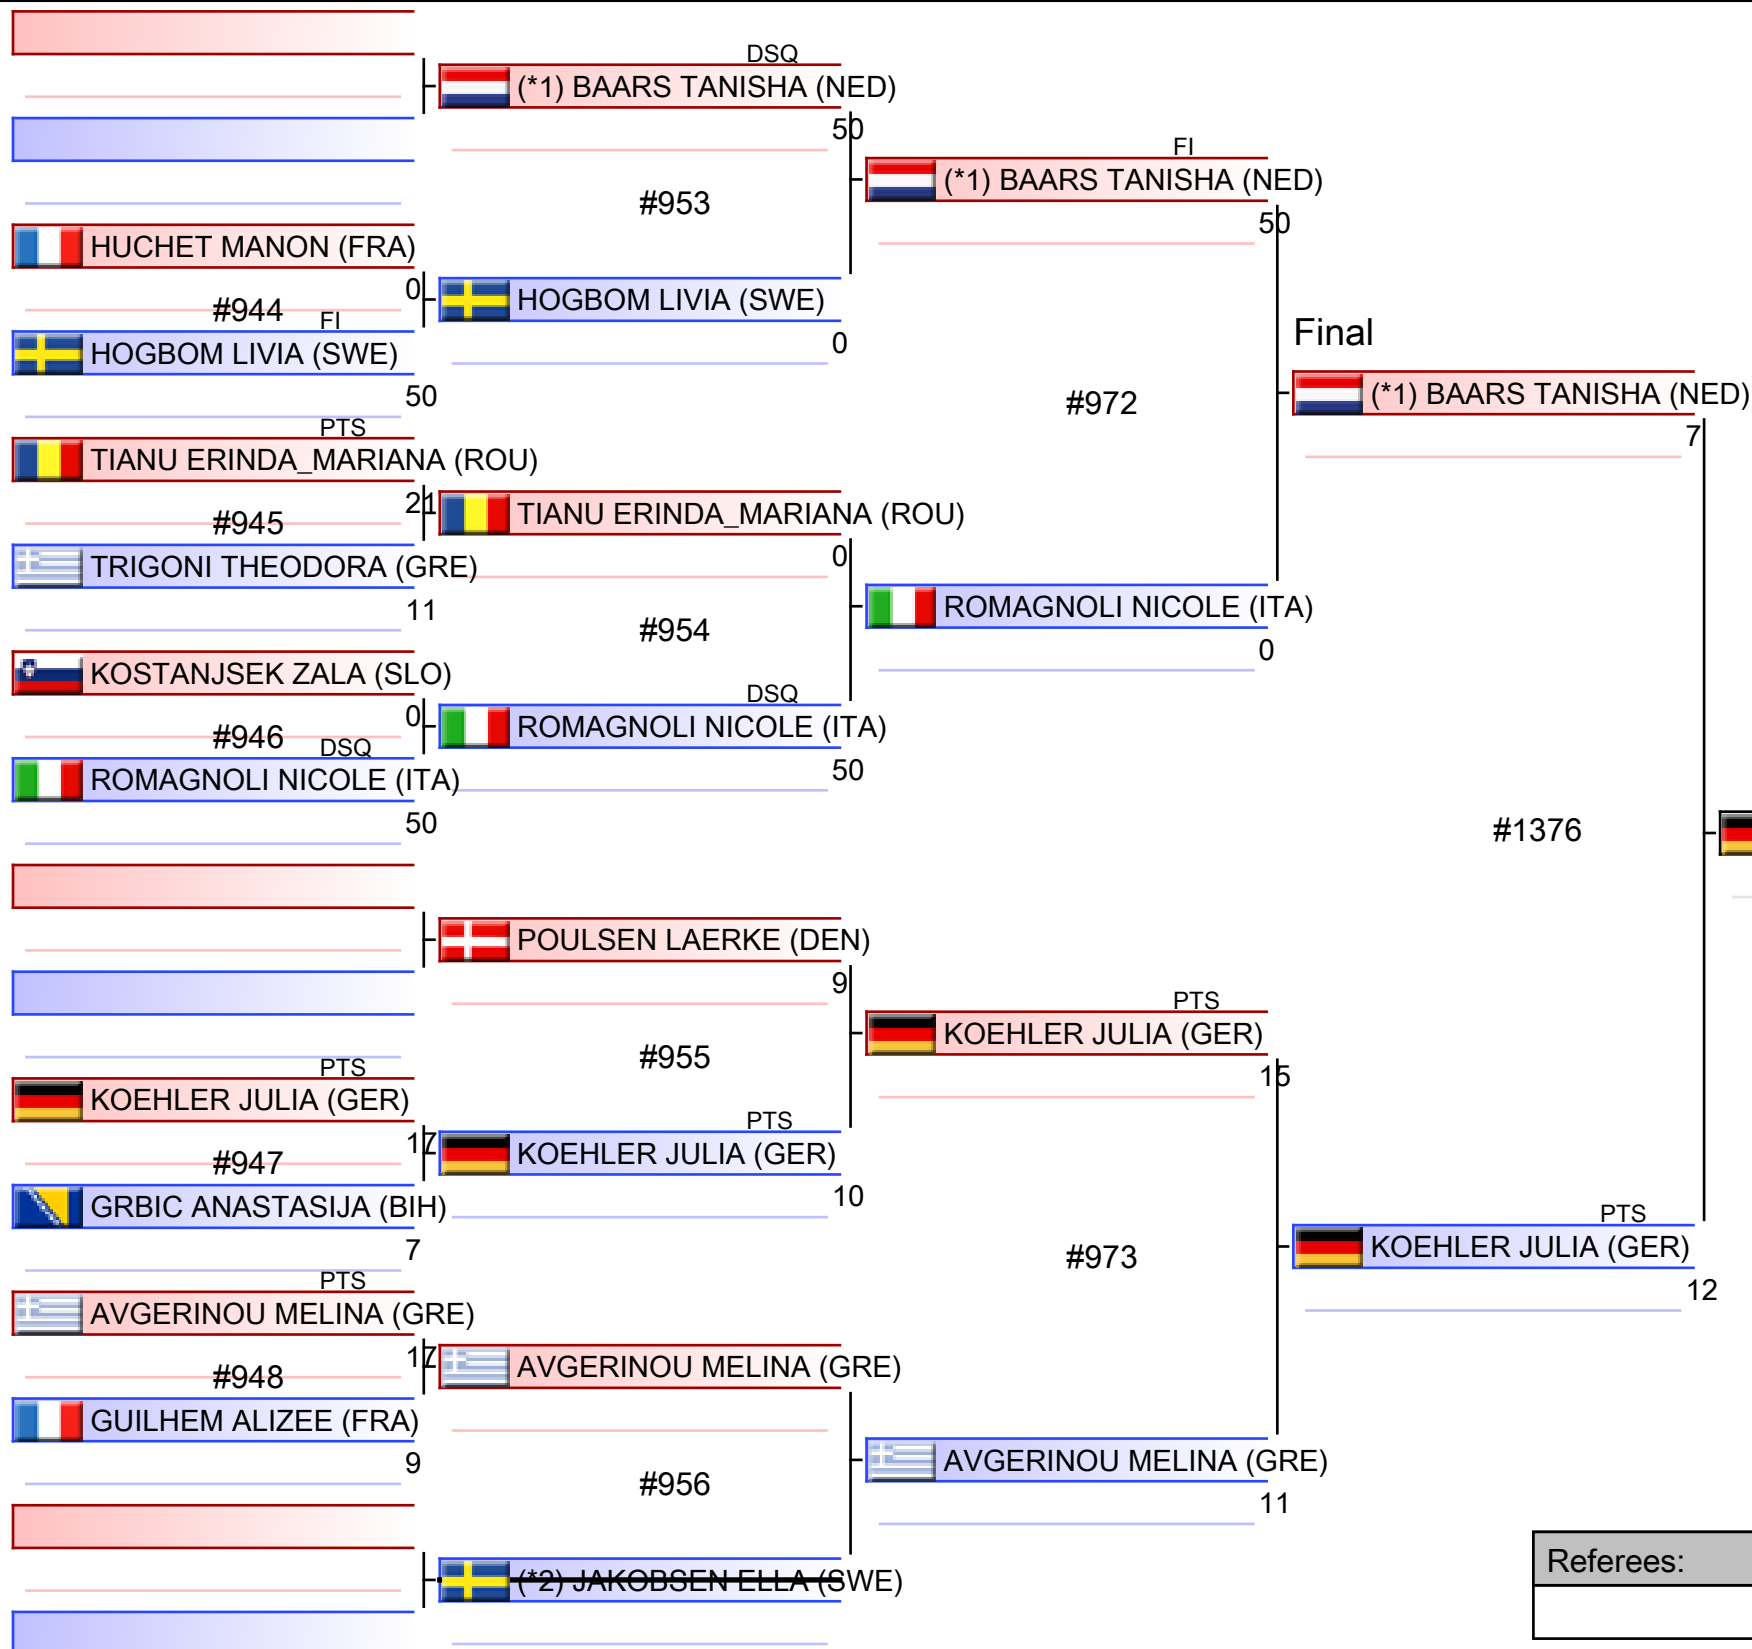 DSQ
(*1) BAARS TANISHA (NED)
50
FI
(*1) BAARS TANISHA (NED)
#953
50
HUCHET MANON (FRA)
0
#944
FI
HOGBOM LIVIA (SWE)
0
Final
HOGBOM LIVIA (SWE)
50
#972
(*1) BAARS TANISHA (NED)
7
PTS
TIANU ERINDA_MARIANA (ROU)
21
#945
TIANU ERINDA_MARIANA (ROU)
0
TRIGONI THEODORA (GRE)
11
#954
ROMAGNOLI NICOLE (ITA)
0
KOSTANJSEK ZALA (SLO)
0
#946
DSQ
DSQ
ROMAGNOLI NICOLE (ITA)
50
ROMAGNOLI NICOLE (ITA)
50
#1376
POULSEN LAERKE (DEN)
9
PTS
KOEHLER JULIA (GER)
15
#955
PTS
KOEHLER JULIA (GER)
17
#947
PTS
KOEHLER JULIA (GER)
10
GRBIC ANASTASIJA (BIH)
7
#973
PTS
KOEHLER JULIA (GER)
12
PTS
AVGERINOU MELINA (GRE)
17
#948
AVGERINOU MELINA (GRE)
GUILHEM ALIZEE (FRA)
9
#956
AVGERINOU MELINA (GRE)
11
(*2) JAKOBSEN ELLA (SWE)
Referees: